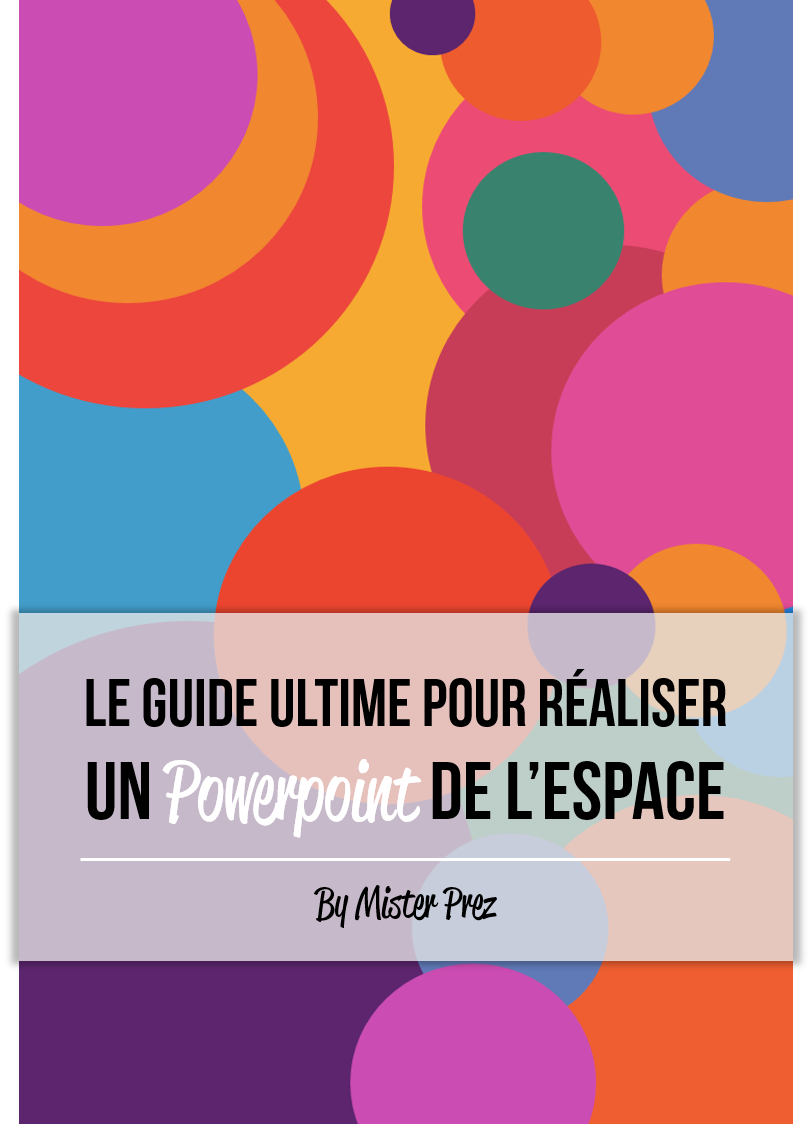 LE GUIDE ULTIME POUR RÉALISER
UN Powerpoint DE L’ESPACE
By Mister Prez